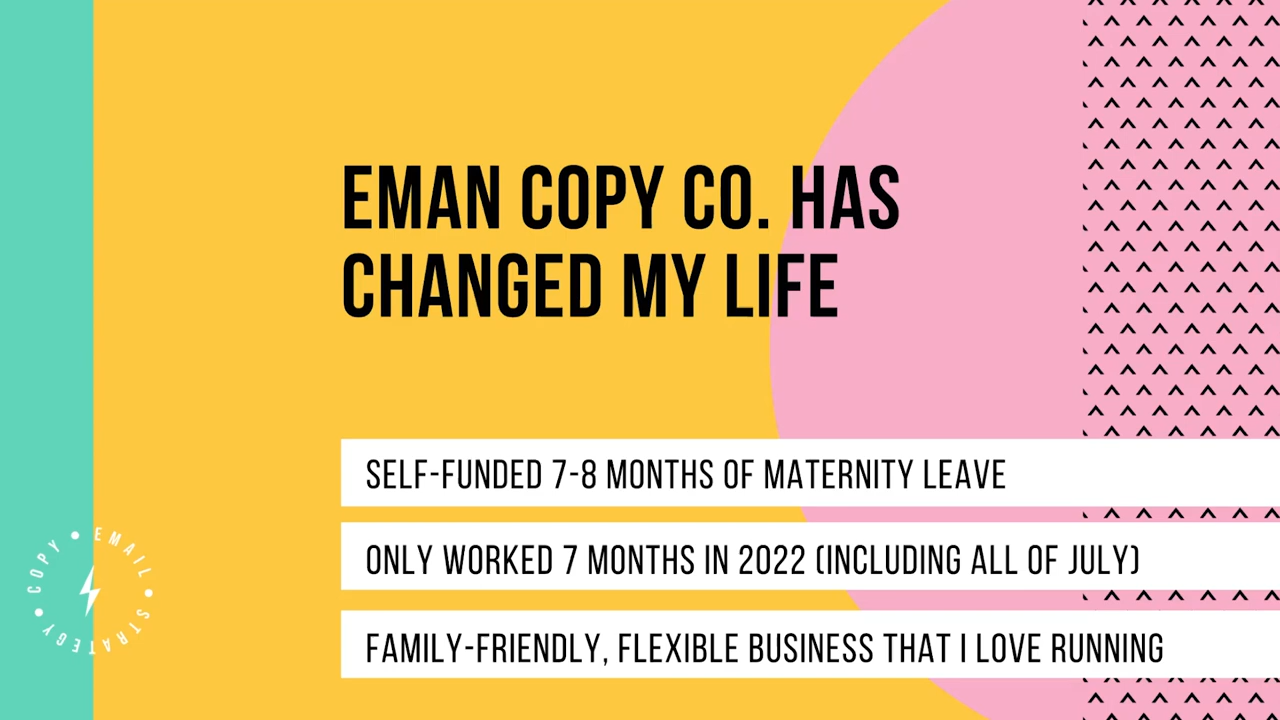 EMAN COPY CO. HAS
CHANGED MY LIFE
SELF-FUNDED 7-8 MONTHS OF MATERNITY LEAVE
ONLY WORKED 7 MONTHS IN 2022 (INCLUDING ALL OF JULY)
FAMILY-FRIENDLY, FLEXIBLE BUSINESS THAT I LOVE RUNNING
COPY • EMAIL • STRATEGY •